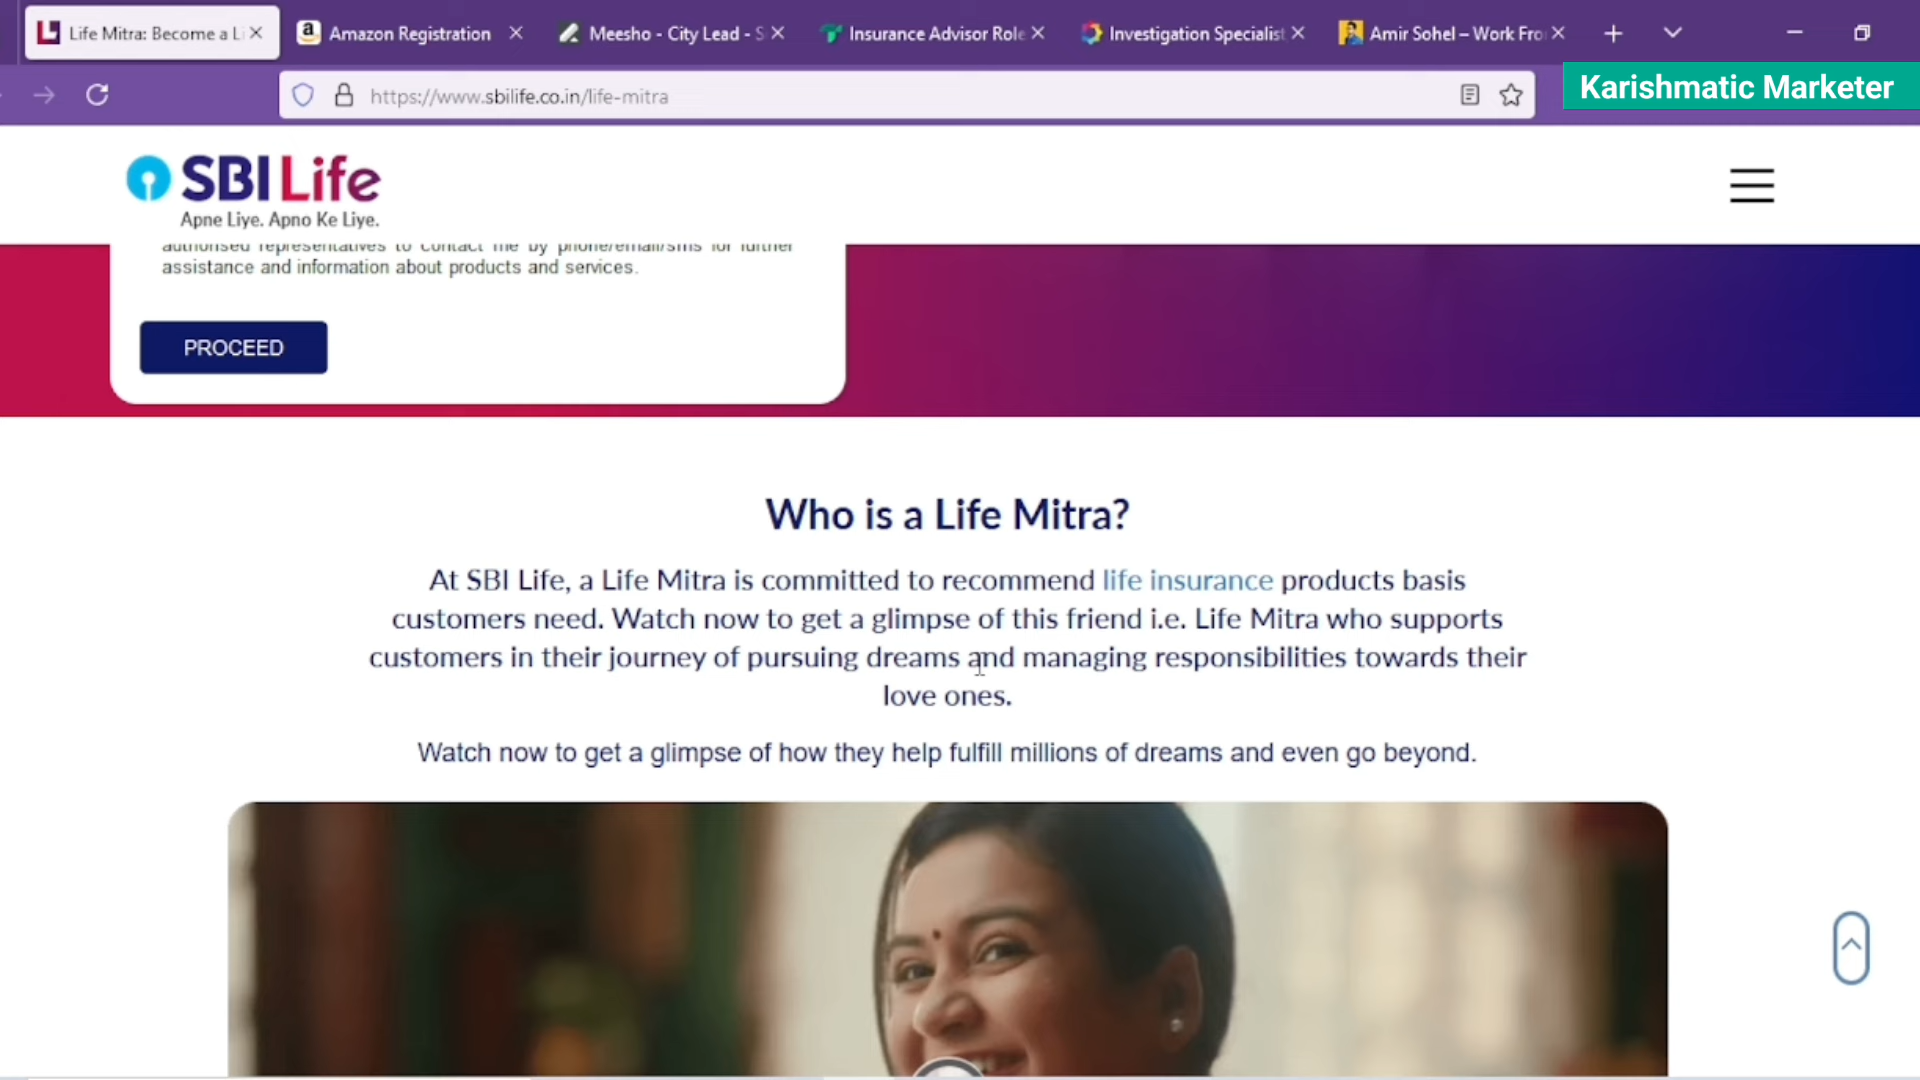 Life Mitra: Become a Li
Amazon Registration
Meesho - City Lead - S
Insurance Advisor Role
Investigation Specialist
Amir Sohel – Work Fro
https://www.sbilife.co.in/life-mitra
Karishmatic Marketer
SBI Life
Apne Liye. Apno Ke Liye.
authorised representatives to contact me by phone/email/sms for further
assistance and information about products and services.
PROCEED
Who is a Life Mitra?
At SBI Life, a Life Mitra is committed to recommend life insurance products basis
customers need. Watch now to get a glimpse of this friend i.e. Life Mitra who supports
customers in their journey of pursuing dreams and managing responsibilities towards their
love ones.
Watch now to get a glimpse of how they help fulfill millions of dreams and even go beyond.